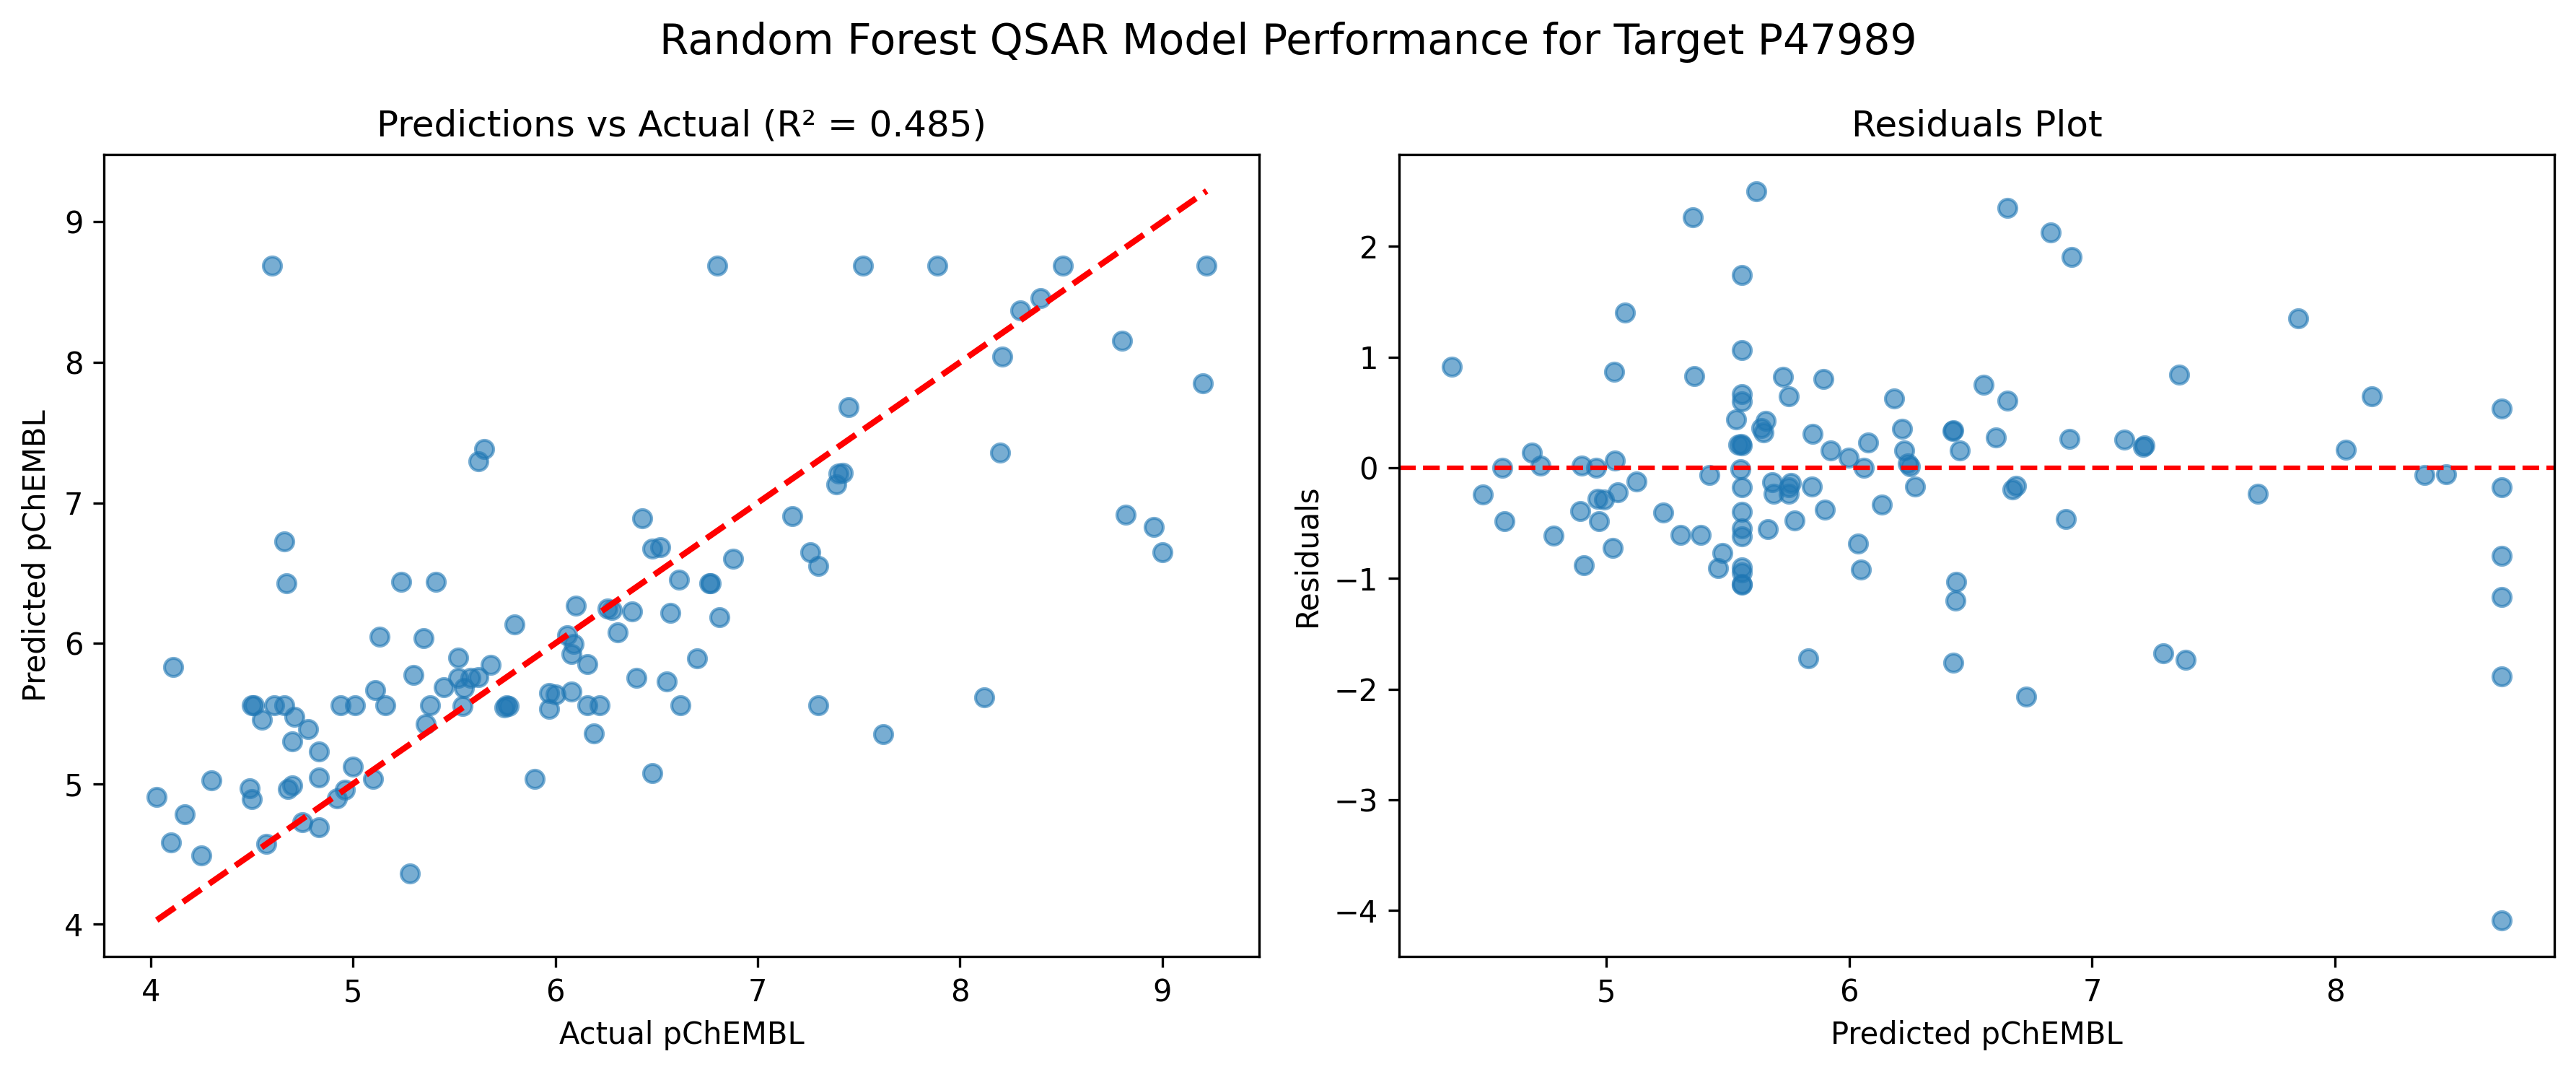 Random Forest QSAR Model Performance for Target P47989
Predictions vs Actual (R² = 0.485)
Predicted pChEMBL
9
8
7
6
5
4
4 5 6 7 8 9
Actual pChEMBL
Residuals Plot
Residuals
2
1
0
−1
−2
−3
−4
5 6 7 8
Predicted pChEMBL